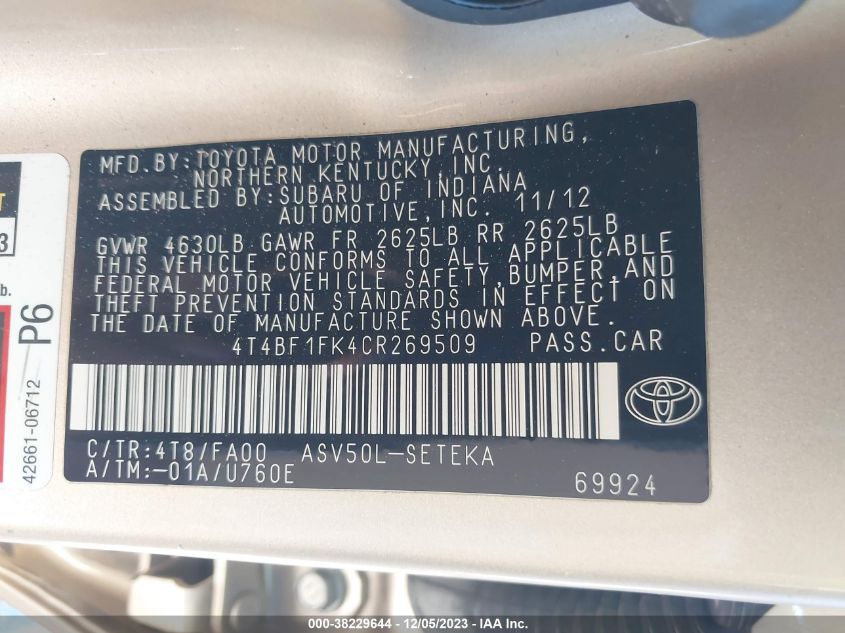 MFD.BY:TOYOTA MOTOR MANUFACTURING,
NORTHERN KENTUCKY,INC.
ASSEMBLED BY:SUBARU OF INDIANA
AUTOMOTIVE,INC. 11/12
GVWR 4630LB GAWR FR 2625LB RR 2625LB
THIS VEHICLE CONFORMS TO ALL APPLICABLE
FEDERAL MOTOR VEHICLE SAFETY,BUMPER,AND
THEFT PREVENTION STANDARDS IN EFFECT ON
THE DATE OF MANUFACTURE SHOWN ABOVE.
4T4BF1FK4CR269509 PASS.CAR
C/TR:4T8/FA00 ASV50L-SETEKA
A/TM:-01A/U760E
69924
T
3
b.
P6
42661-06712
000-38229644 - 12/05/2023 - IAA Inc.